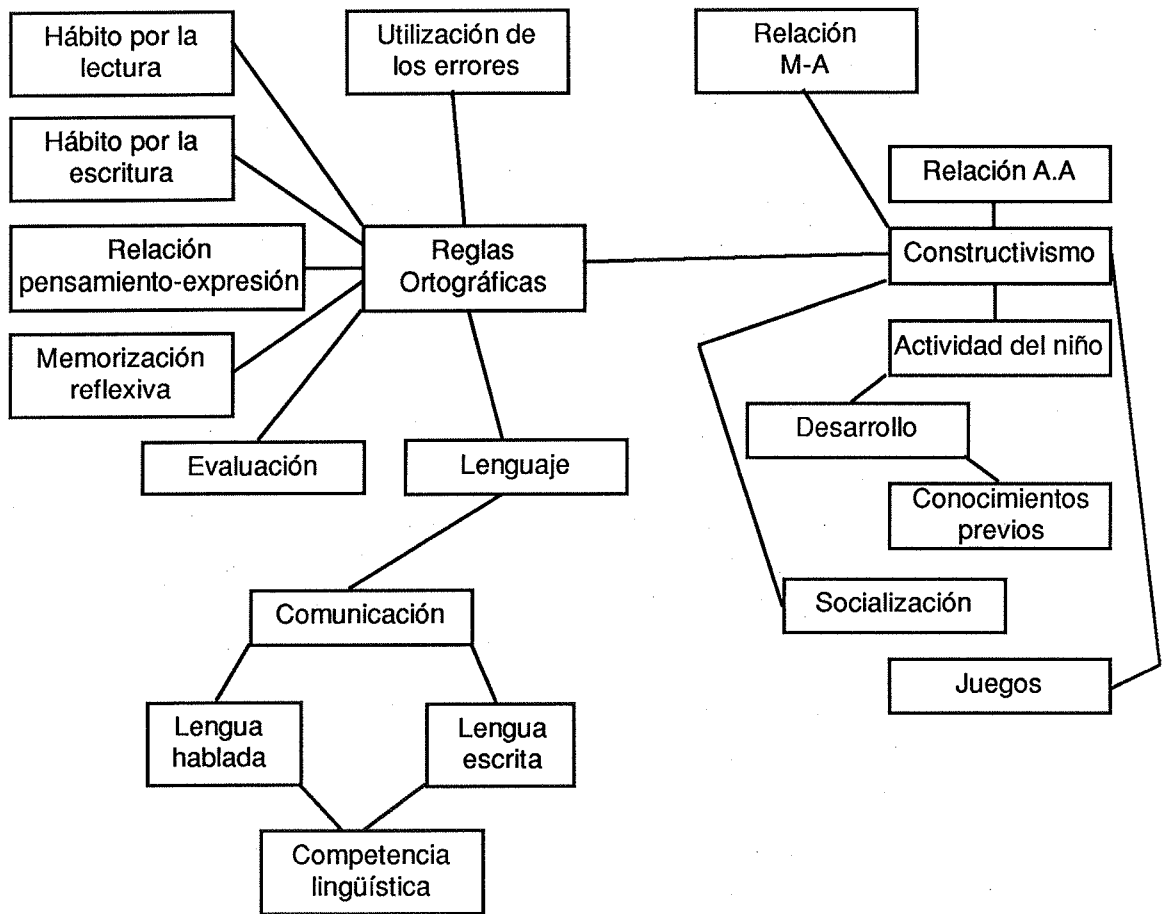 Hábito por la
lectura
Utilización de
los errores
Relación
M-A
Hábito por la
escritura
Relación A.A
Relación
pensamiento-expresión
Reglas
Ortográficas
Constructivismo
Memorización
reflexiva
Actividad del niño
Desarrollo
Evaluación
Lenguaje
Conocimientos
previos
Comunicación
Socialización
Juegos
Lengua
hablada
Lengua
escrita
Competencia
lingüística